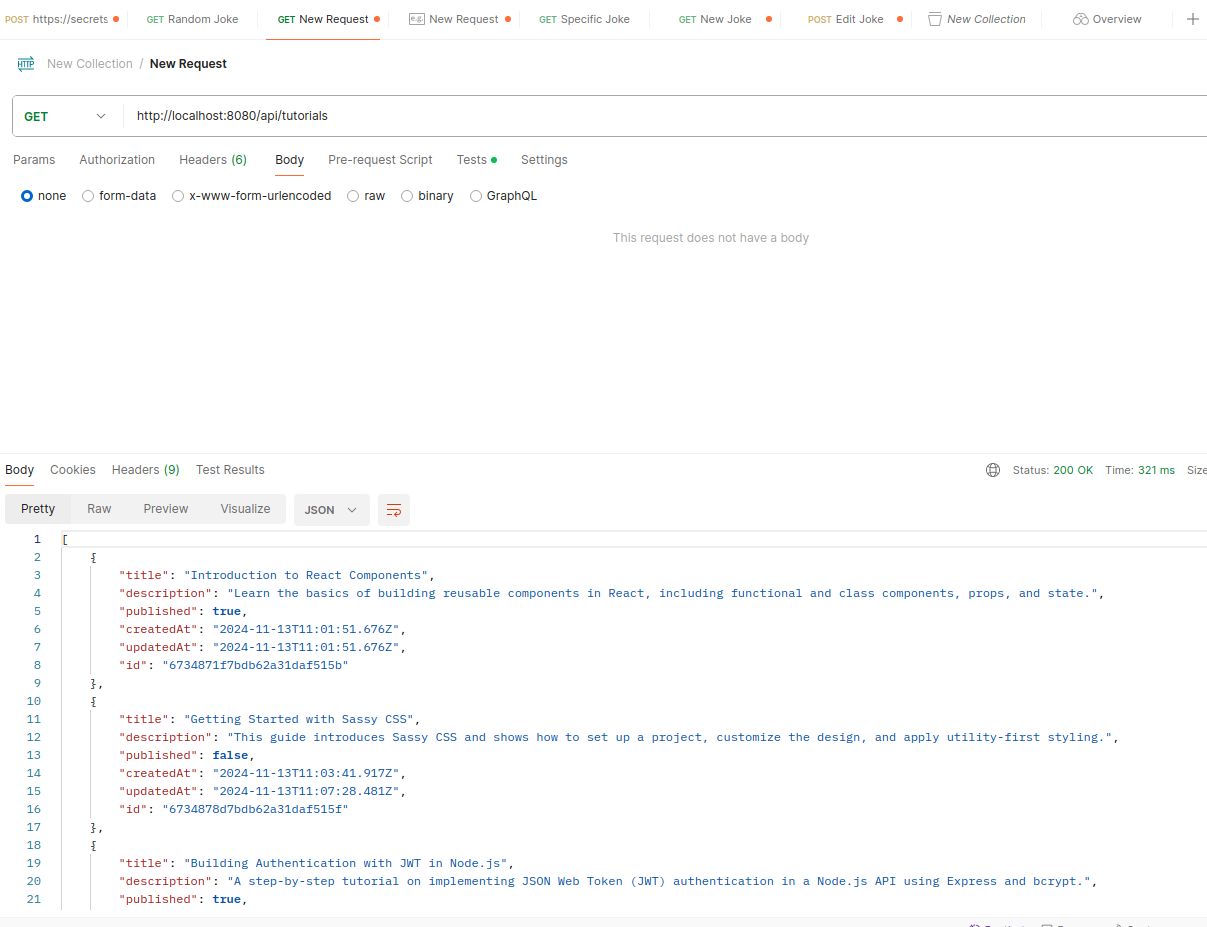 POST https://secrets GET Random Joke GET New Request e.g. New Request GET Specific Joke GET New Joke POST Edit Joke New Collection Overview
HTTP New Collection / New Request
GET http://localhost:8080/api/tutorials
Params Authorization Headers (6) Body Pre-request Script Tests Settings
none form-data x-www-form-urlencoded raw binary GraphQL
This request does not have a body
Body Cookies Headers (9) Test Results Status: 200 OK Time: 321 ms Size
Pretty Raw Preview Visualize JSON
1 [
2 {
3 "title": "Introduction to React Components",
4 "description": "Learn the basics of building reusable components in React, including functional and class components, props, and state.",
5 "published": true,
6 "createdAt": "2024-11-13T11:01:51.676Z",
7 "updatedAt": "2024-11-13T11:01:51.676Z",
8 "id": "6734871f7bdb62a31daf515b"
9 },
10 {
11 "title": "Getting Started with Sassy CSS",
12 "description": "This guide introduces Sassy CSS and shows how to set up a project, customize the design, and apply utility-first styling.",
13 "published": false,
14 "createdAt": "2024-11-13T11:03:41.917Z",
15 "updatedAt": "2024-11-13T11:07:28.481Z",
16 "id": "6734878d7bdb62a31daf515f"
17 },
18 {
19 "title": "Building Authentication with JWT in Node.js",
20 "description": "A step-by-step tutorial on implementing JSON Web Token (JWT) authentication in a Node.js API using Express and bcrypt.",
21 "published": true,